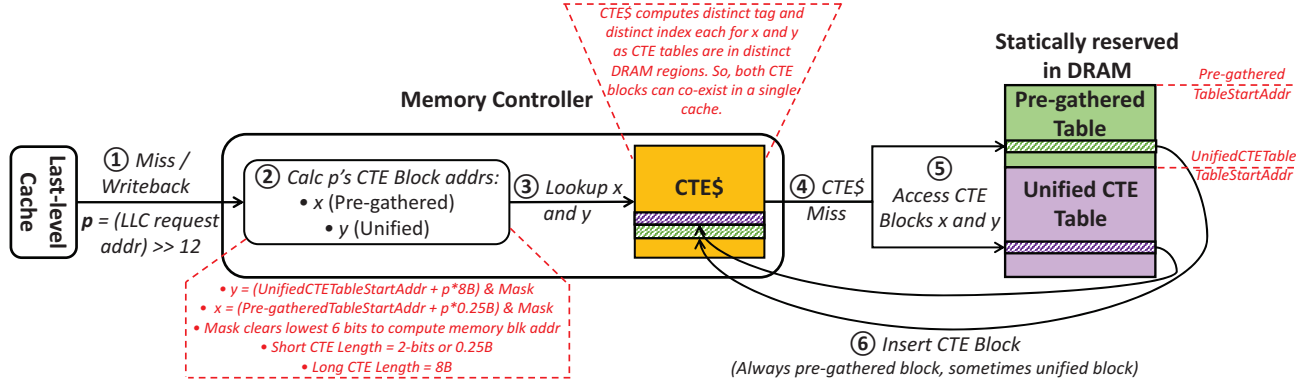 CTE$ computes distinct tag and
distinct index each for x and y
as CTE tables are in distinct
DRAM regions. So, both CTE
blocks can co-exist in a single
cache.
Statically reserved
in DRAM
Pre-gathered
TableStartAddr
Memory Controller
Pre-gathered
Table
Last-level
Cache
① Miss /
Writeback
p = (LLC request
addr) >> 12
② Calc p's CTE Block addrs:
• x (Pre-gathered)
• y (Unified)
③ Lookup x
and y
CTE$
④ CTE$
Miss
⑤
Access CTE
Blocks x and y
UnifiedCTETable
TableStartAddr
Unified CTE
Table
• y = (UnifiedCTETableStartAddr + p*8B) & Mask
• x = (Pre-gatheredTableStartAddr + p*0.25B) & Mask
• Mask clears lowest 6 bits to compute memory blk addr
• Short CTE Length = 2-bits or 0.25B
• Long CTE Length = 8B
⑥ Insert CTE Block
(Always pre-gathered block, sometimes unified block)